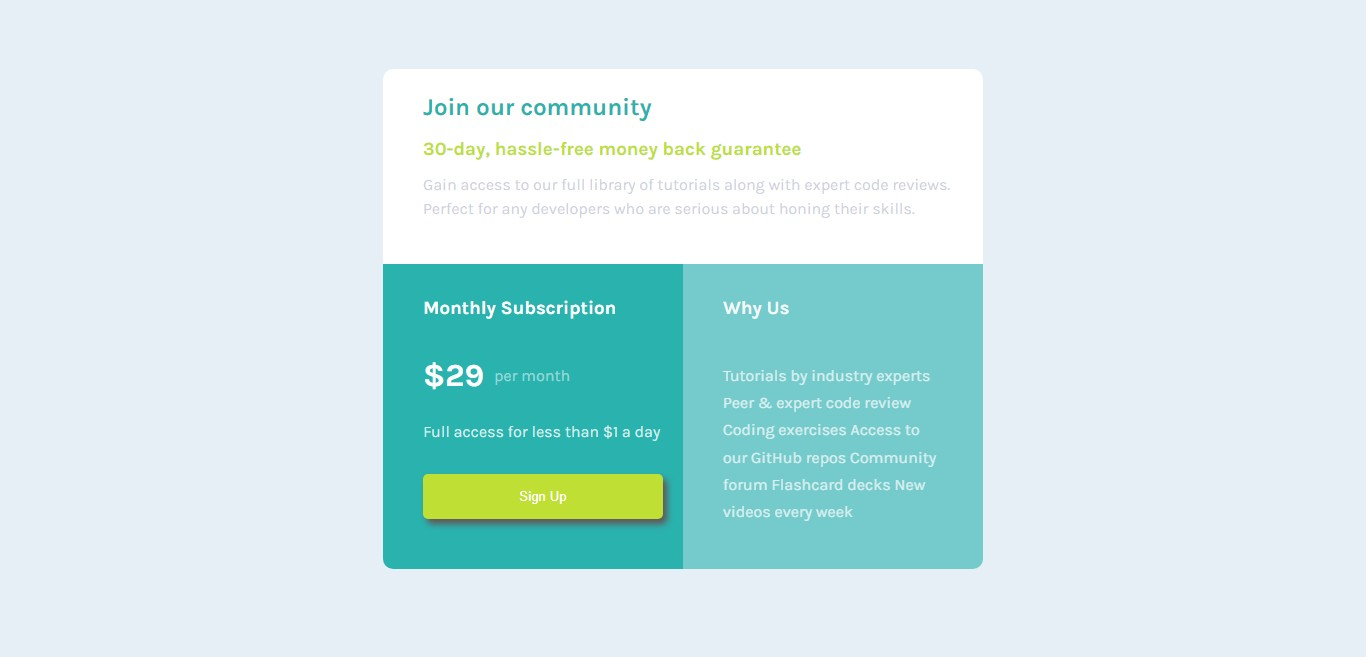 Join our community
30-day, hassle-free money back guarantee
Gain access to our full library of tutorials along with expert code reviews.
Perfect for any developers who are serious about honing their skills.
Monthly Subscription
$29 per month
Full access for less than $1 a day
Sign Up
Why Us
Tutorials by industry experts
Peer & expert code review
Coding exercises Access to
our GitHub repos Community
forum Flashcard decks New
videos every week